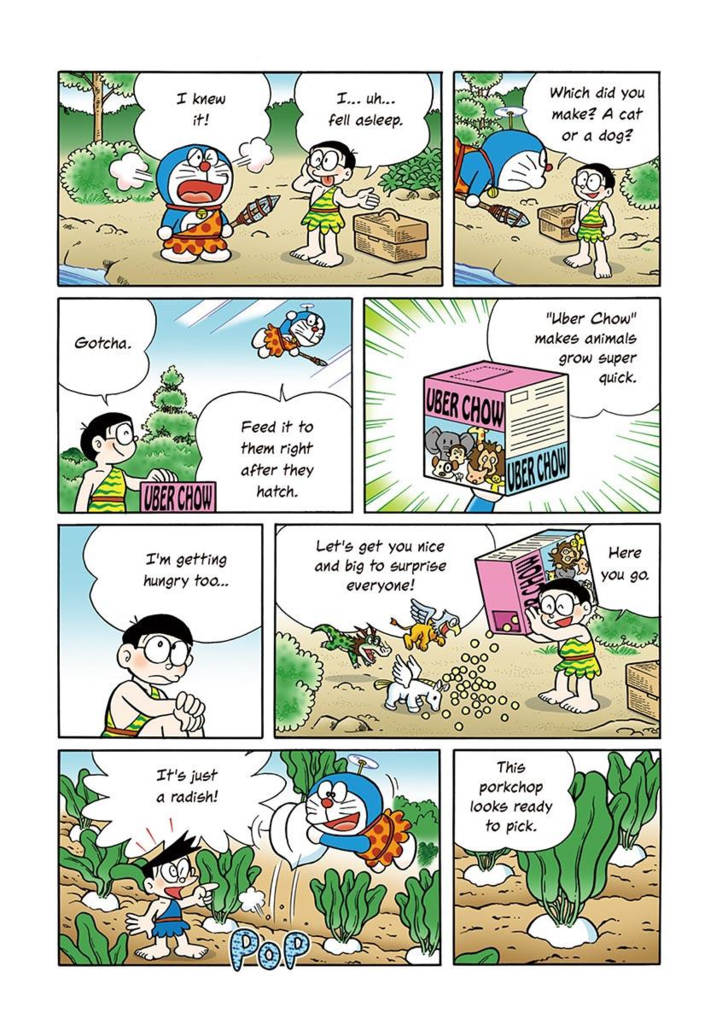 Which did you
make? A cat
or a dog?
I... uh...
fell asleep.
I knew
it!
"Uber Chow"
makes animals
grow super
quick.
UBER CHOW
UBER CHOW
Feed it to
them right
after they
hatch.
Gotcha.
UBER CHOW
Here
you go.
Let's get you nice
and big to surprise
everyone!
I'm getting
hungry too...
This
porkchop
looks ready
to pick.
POP
It's just
a radish!